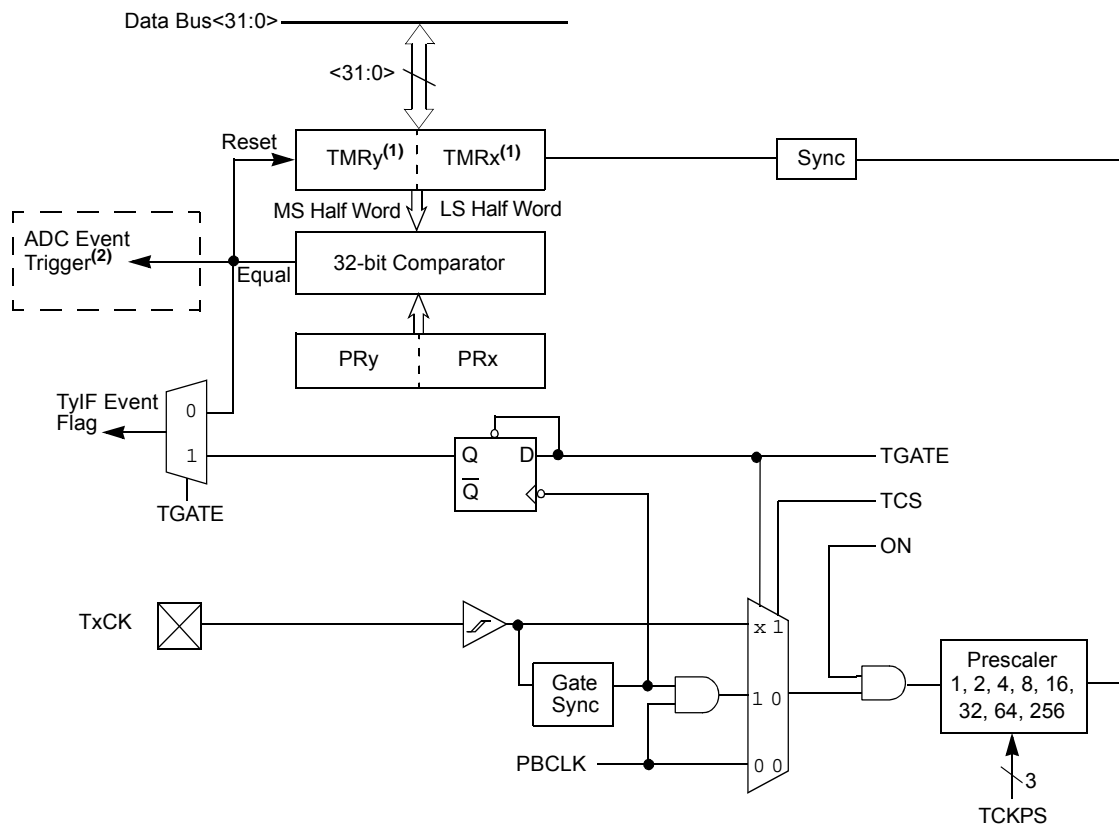 Data Bus<31:0>
<31:0>
Reset
TMRy(1)
TMRx(1)
Sync
MS Half Word
LS Half Word
ADC Event
Trigger(2)
Equal
32-bit Comparator
PRy
PRx
TyIF Event
Flag
0
1
TGATE
Q
D
Q
TGATE
TCS
ON
TxCK
x 1
Gate
Sync
1 0
Prescaler
1, 2, 4, 8, 16,
32, 64, 256
PBCLK
0 0
3
TCKPS